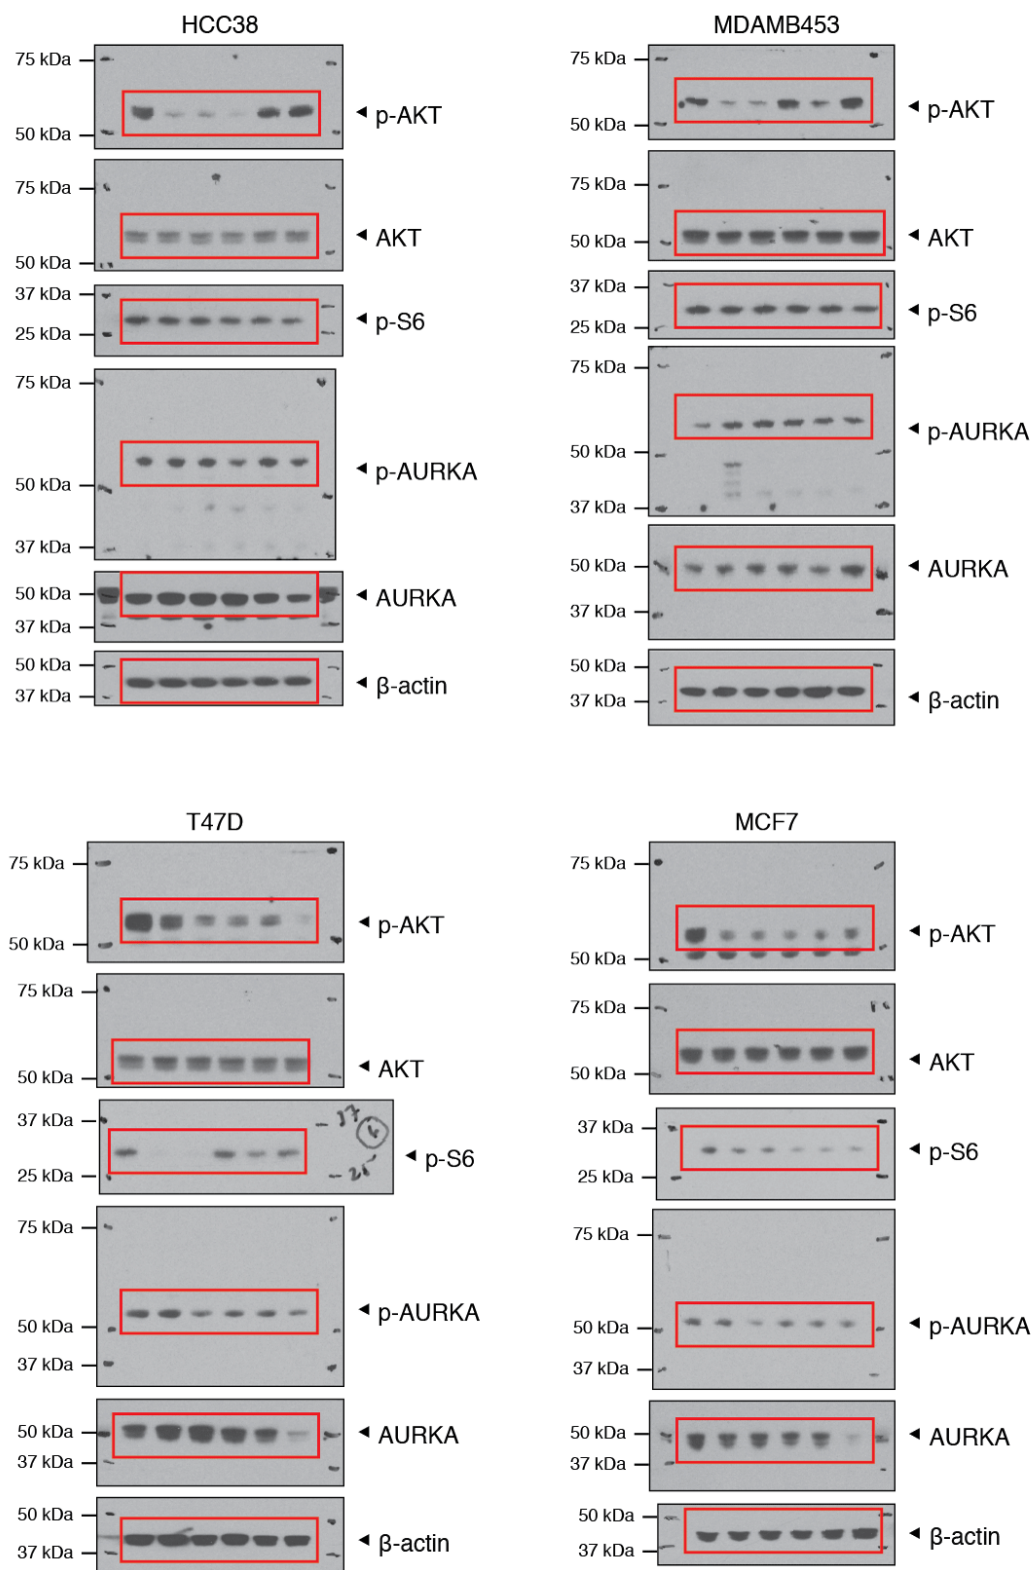 HCC38
75 kDa
50 kDa
◄ p-AKT
75 kDa
50 kDa
◄ AKT
37 kDa
25 kDa
◄ p-S6
75 kDa
50 kDa
37 kDa
◄ p-AURKA
50 kDa
37 kDa
◄ AURKA
50 kDa
37 kDa
◄ β-actin
MDAMB453
75 kDa
50 kDa
◄ p-AKT
75 kDa
50 kDa
◄ AKT
37 kDa
25 kDa
◄ p-S6
75 kDa
50 kDa
37 kDa
◄ p-AURKA
50 kDa
37 kDa
◄ AURKA
50 kDa
37 kDa
◄ β-actin
T47D
75 kDa
50 kDa
◄ p-AKT
75 kDa
50 kDa
◄ AKT
37 kDa
25 kDa
37
25
◄ p-S6
75 kDa
50 kDa
37 kDa
◄ p-AURKA
50 kDa
37 kDa
◄ AURKA
50 kDa
37 kDa
◄ β-actin
MCF7
75 kDa
50 kDa
◄ p-AKT
75 kDa
50 kDa
◄ AKT
37 kDa
25 kDa
◄ p-S6
75 kDa
50 kDa
37 kDa
◄ p-AURKA
50 kDa
37 kDa
◄ AURKA
50 kDa
37 kDa
◄ β-actin